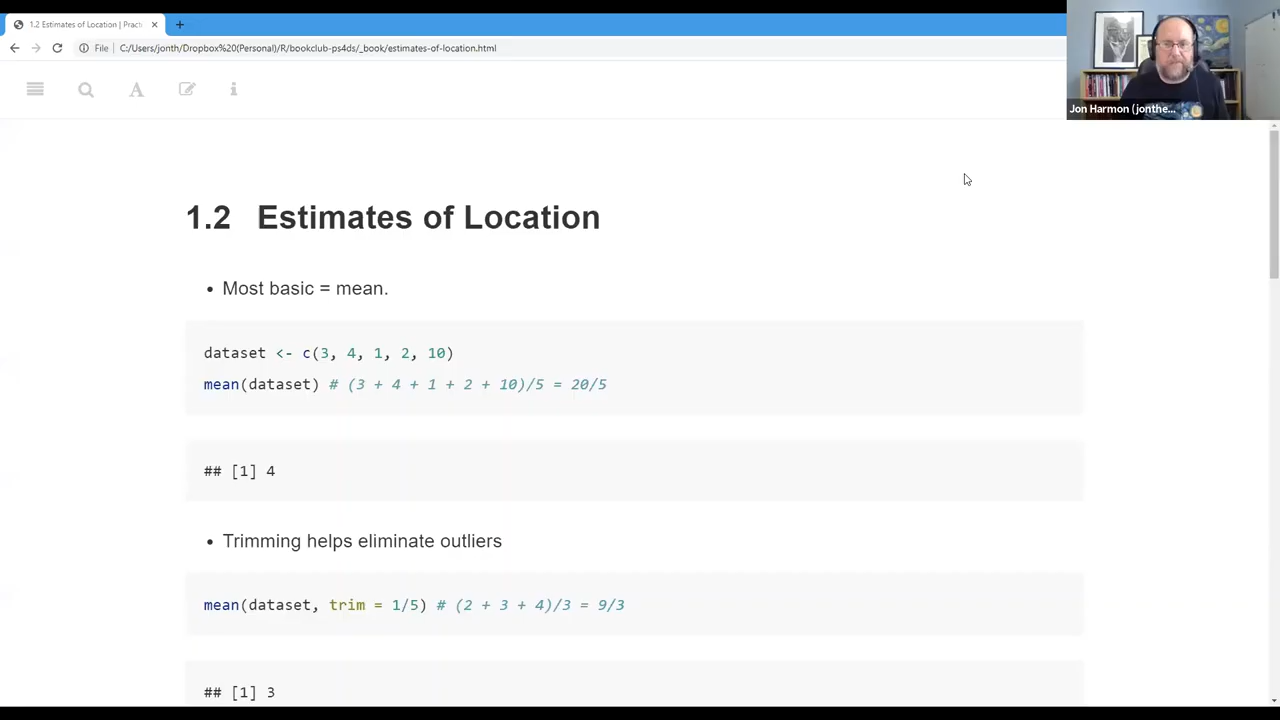 1.2 Estimates of Location | Practi
File
C:/Users/jonth/Dropbox%20(Personal)/R/bookclub-ps4ds/_book/estimates-of-location.html
Jon Harmon (jonthe...
1.2 Estimates of Location
• Most basic = mean.
dataset <- c(3, 4, 1, 2, 10)
mean(dataset) # (3 + 4 + 1 + 2 + 10)/5 = 20/5
## [1] 4
• Trimming helps eliminate outliers
mean(dataset, trim = 1/5) # (2 + 3 + 4)/3 = 9/3
## [1] 3